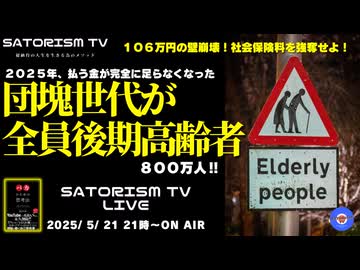 SATORISM TV
106万円の壁崩壊！社会保険料を強奪せよ！
2025年、払う金が完全に足らなくなった
団塊世代が
全員後期高齢者
800万人!!
Elderly
people
SATORISM TV
LIVE
2025/ 5/ 21 21時～ON AIR